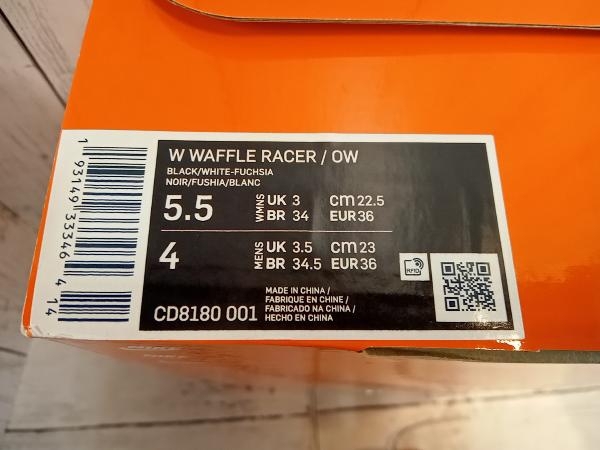 W WAFFLE RACER / OW
BLACK/WHITE-FUCHSIA
NOIR/FUSHIA/BLANC
5.5 WMNS UK 3 cm 22.5
BR 34 EUR 36
4 MENS UK 3.5 cm 23
BR 34.5 EUR 36
CD8180 001
MADE IN CHINA /
FABRIQUE EN CHINE /
FABRICADO NA CHINA /
HECHO EN CHINA
RFID
1 93149 33346 4 14